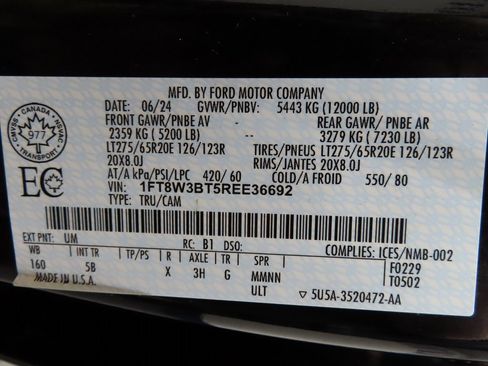 MFD. BY FORD MOTOR COMPANY
DATE: 06/24 GVWR/PNBV: 5443 KG (12000 LB)
FRONT GAWR/PNBE AV REAR GAWR/ PNBE AR
2359 KG ( 5200 LB) 3279 KG ( 7230 LB)
LT275/65R20E 126/123R TIRES/PNEUS LT275/65R20E 126/123R
20X8.0J RIMS/JANTES 20X8.0J
AT/A kPa/PSI/LPC 420/ 60 COLD/A FROID 550/ 80
VIN: 1FT8W3BT5REE36692
TYPE: TRU/CAM
CANADA
977
TRANSPORT
EC
EXT PNT: UM RC: B1 DSO: COMPLIES: ICES/NMB-002
WB INT TR TP/PS R AXLE TR SPR F0229
160 5B X 3H G MMNN T0502
MADE IN U.S.A. ULT ▽ 5U5A-3520472-AA